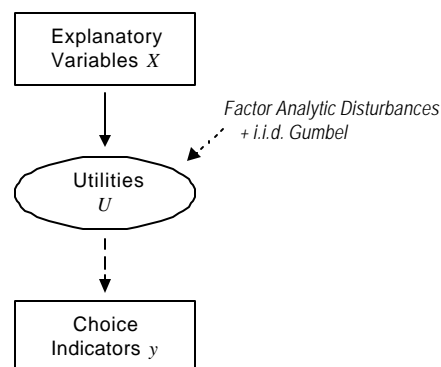 Explanatory
Variables X
Factor Analytic Disturbances
+ i.i.d. Gumbel
Utilities
U
Choice
Indicators y